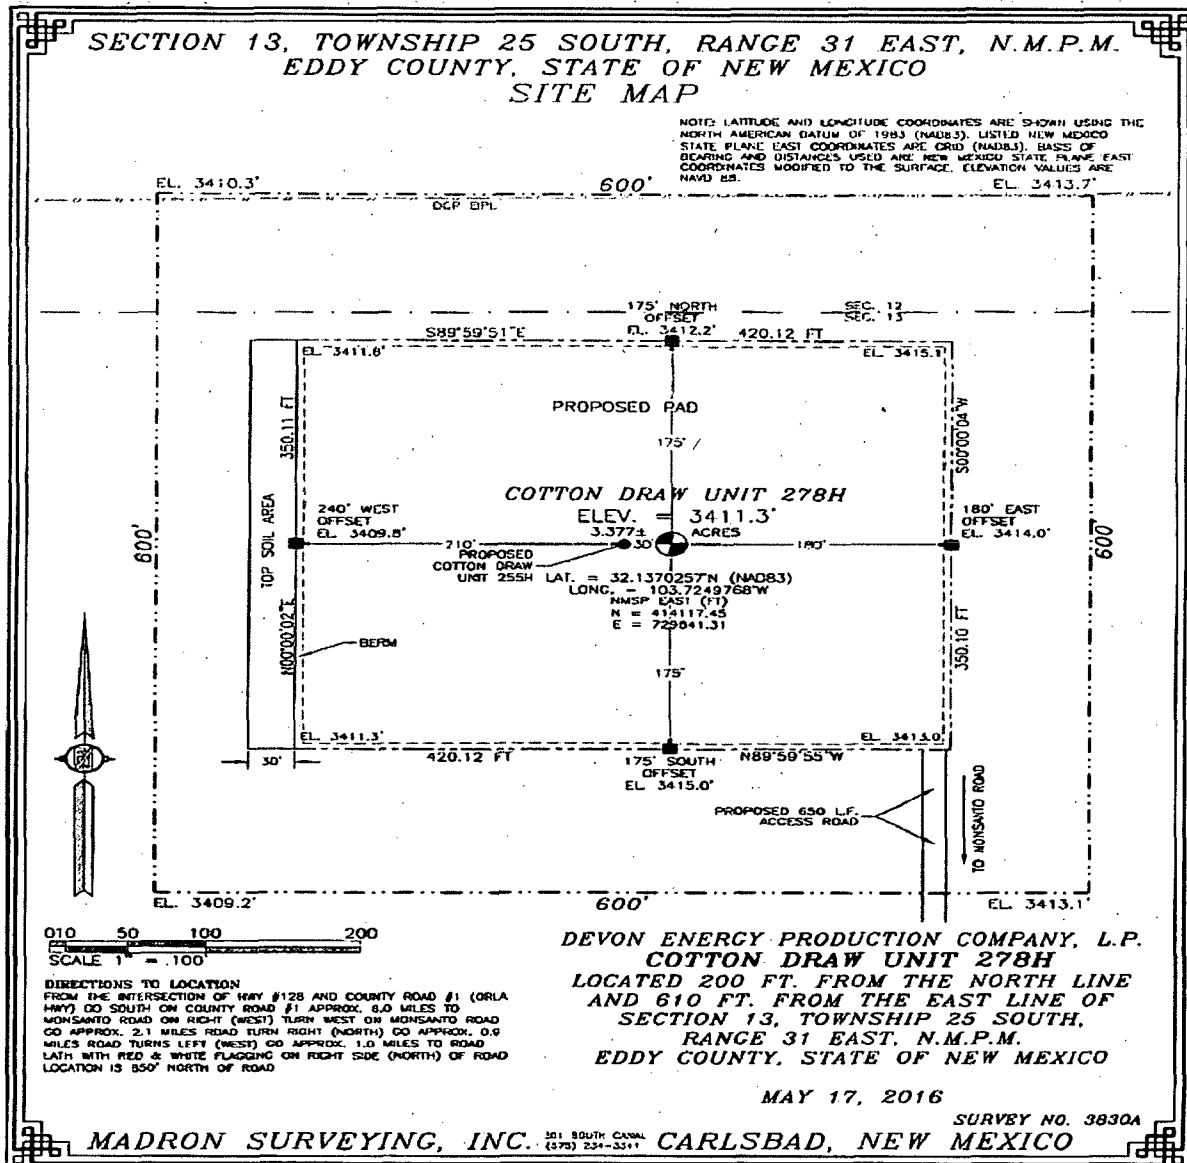 SECTION 13, TOWNSHIP 25 SOUTH, RANGE 31 EAST, N.M.P.M.
EDDY COUNTY, STATE OF NEW MEXICO
SITE MAP
NOTE: LATITUDE AND LONGITUDE COORDINATES ARE SHOWN USING THE
NORTH AMERICAN DATUM OF 1983 (NAD83). LISTED NEW MEXICO
STATE PLANE EAST COORDINATES ARE GRID (NAD83). BASIS OF
BEARING AND DISTANCES USED ARE NEW MEXICO STATE PLANE EAST
COORDINATES MODIFIED TO THE SURFACE. ELEVATION VALUES ARE
NAVD 88.
EL. 3410.3'
600'
EL. 3413.7'
DCP BPL
175' NORTH
OFFSET
EL. 3412.2'
SEC. 12
SEC. 13
S89°59'51"E
420.12 FT
EL. 3411.8'
EL. 3415.1'
PROPOSED PAD
350.11 FT
175'
S00°00'04"W
TOP SOIL AREA
COTTON DRAW UNIT 278H
ELEV. = 3411.3'
3.377± ACRES
240' WEST
OFFSET
EL. 3409.8'
180' EAST
OFFSET
EL. 3414.0'
600'
600'
210'
30'
180'
PROPOSED
COTTON DRAW
UNIT 255H
LAT. = 32.1370257°N (NAD83)
LONG. = 103.7249768°W
NMSP EAST (FT)
N = 414117.45
E = 729841.31
N00°00'02"E
BERM
175'
350.10 FT
EL. 3411.3'
EL. 3413.0'
30'
420.12 FT
175' SOUTH
OFFSET
EL. 3415.0'
N89°59'55"W
PROPOSED 650 L.F.
ACCESS ROAD
TO MONSANTO ROAD
EL. 3409.2'
600'
EL. 3413.1'
010 50 100 200
SCALE 1" = 100'
DIRECTIONS TO LOCATION
FROM THE INTERSECTION OF HWY #128 AND COUNTY ROAD #1 (ORLA
HWY) GO SOUTH ON COUNTY ROAD #1 APPROX. 8.0 MILES TO
MONSANTO ROAD ON RIGHT (WEST) TURN WEST ON MONSANTO ROAD
GO APPROX. 2.1 MILES ROAD TURN RIGHT (NORTH) GO APPROX. 0.9
MILES ROAD TURNS LEFT (WEST) GO APPROX. 1.0 MILES TO ROAD
LATH WITH RED & WHITE FLAGGING ON RIGHT SIDE (NORTH) OF ROAD
LOCATION IS 650' NORTH OF ROAD
DEVON ENERGY PRODUCTION COMPANY, L.P.
COTTON DRAW UNIT 278H
LOCATED 200 FT. FROM THE NORTH LINE
AND 610 FT. FROM THE EAST LINE OF
SECTION 13, TOWNSHIP 25 SOUTH,
RANGE 31 EAST, N.M.P.M.
EDDY COUNTY, STATE OF NEW MEXICO
MAY 17, 2016
SURVEY NO. 3830A
MADRON SURVEYING, INC. 301 SOUTH CANAL CARLSBAD, NEW MEXICO
(575) 234-3341